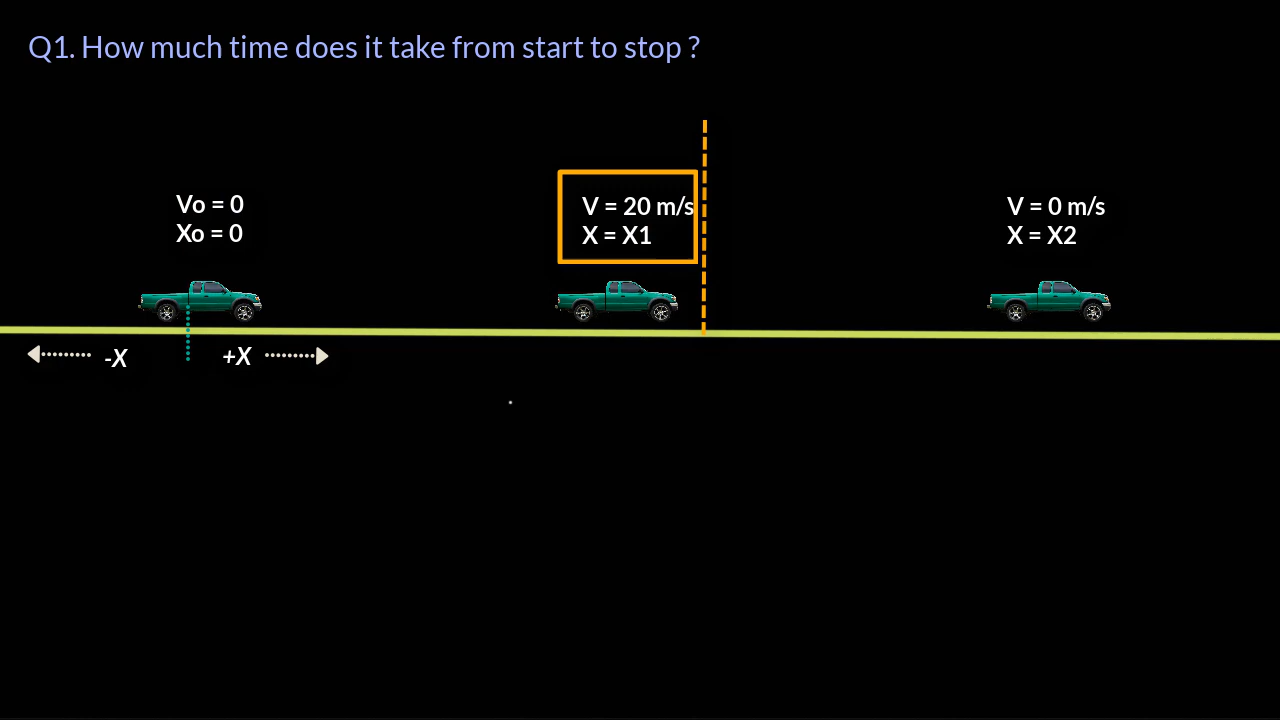 Q1. How much time does it take from start to stop ?
Vo = 0
Xo = 0
V = 20 m/s
X = X1
V = 0 m/s
X = X2
-X
+X